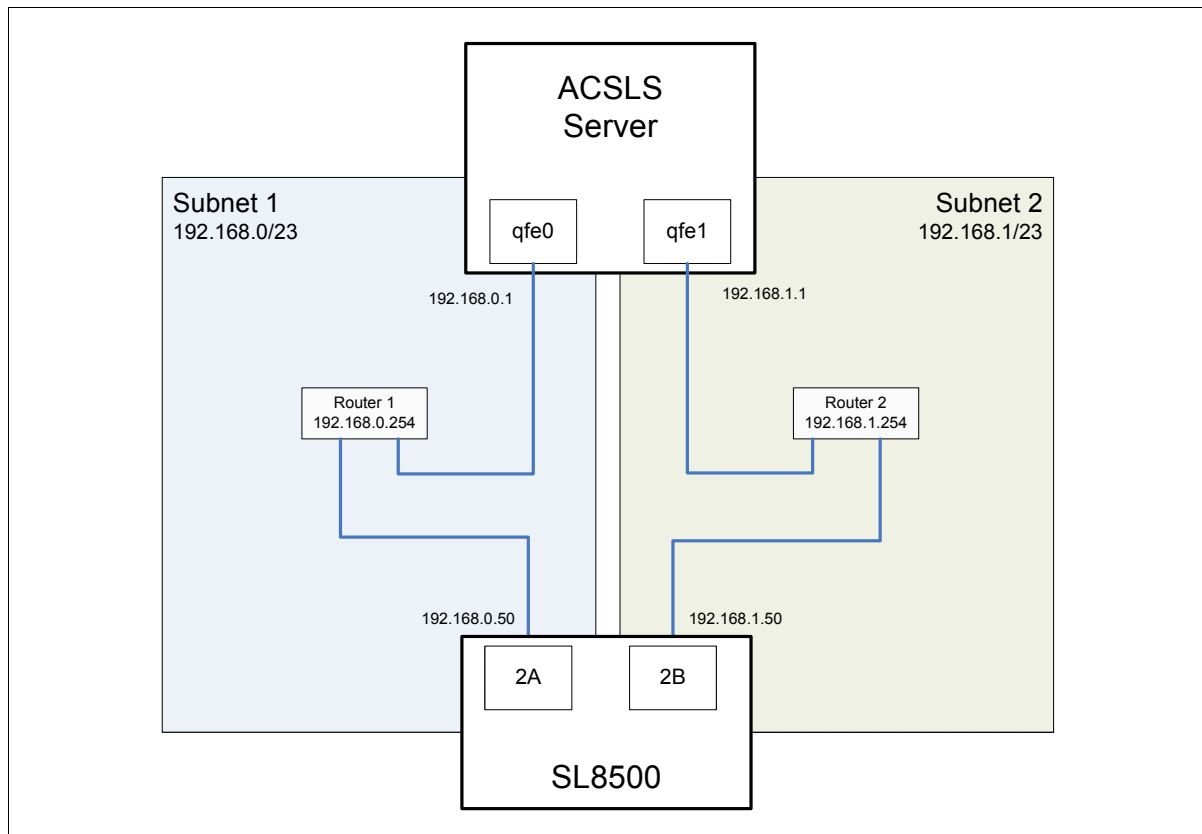 ACSLS
Server
Subnet 1
192.168.0/23
Subnet 2
192.168.1/23
qfe0
qfe1
192.168.0.1
192.168.1.1
Router 1
192.168.0.254
Router 2
192.168.1.254
192.168.0.50
192.168.1.50
2A
2B
SL8500